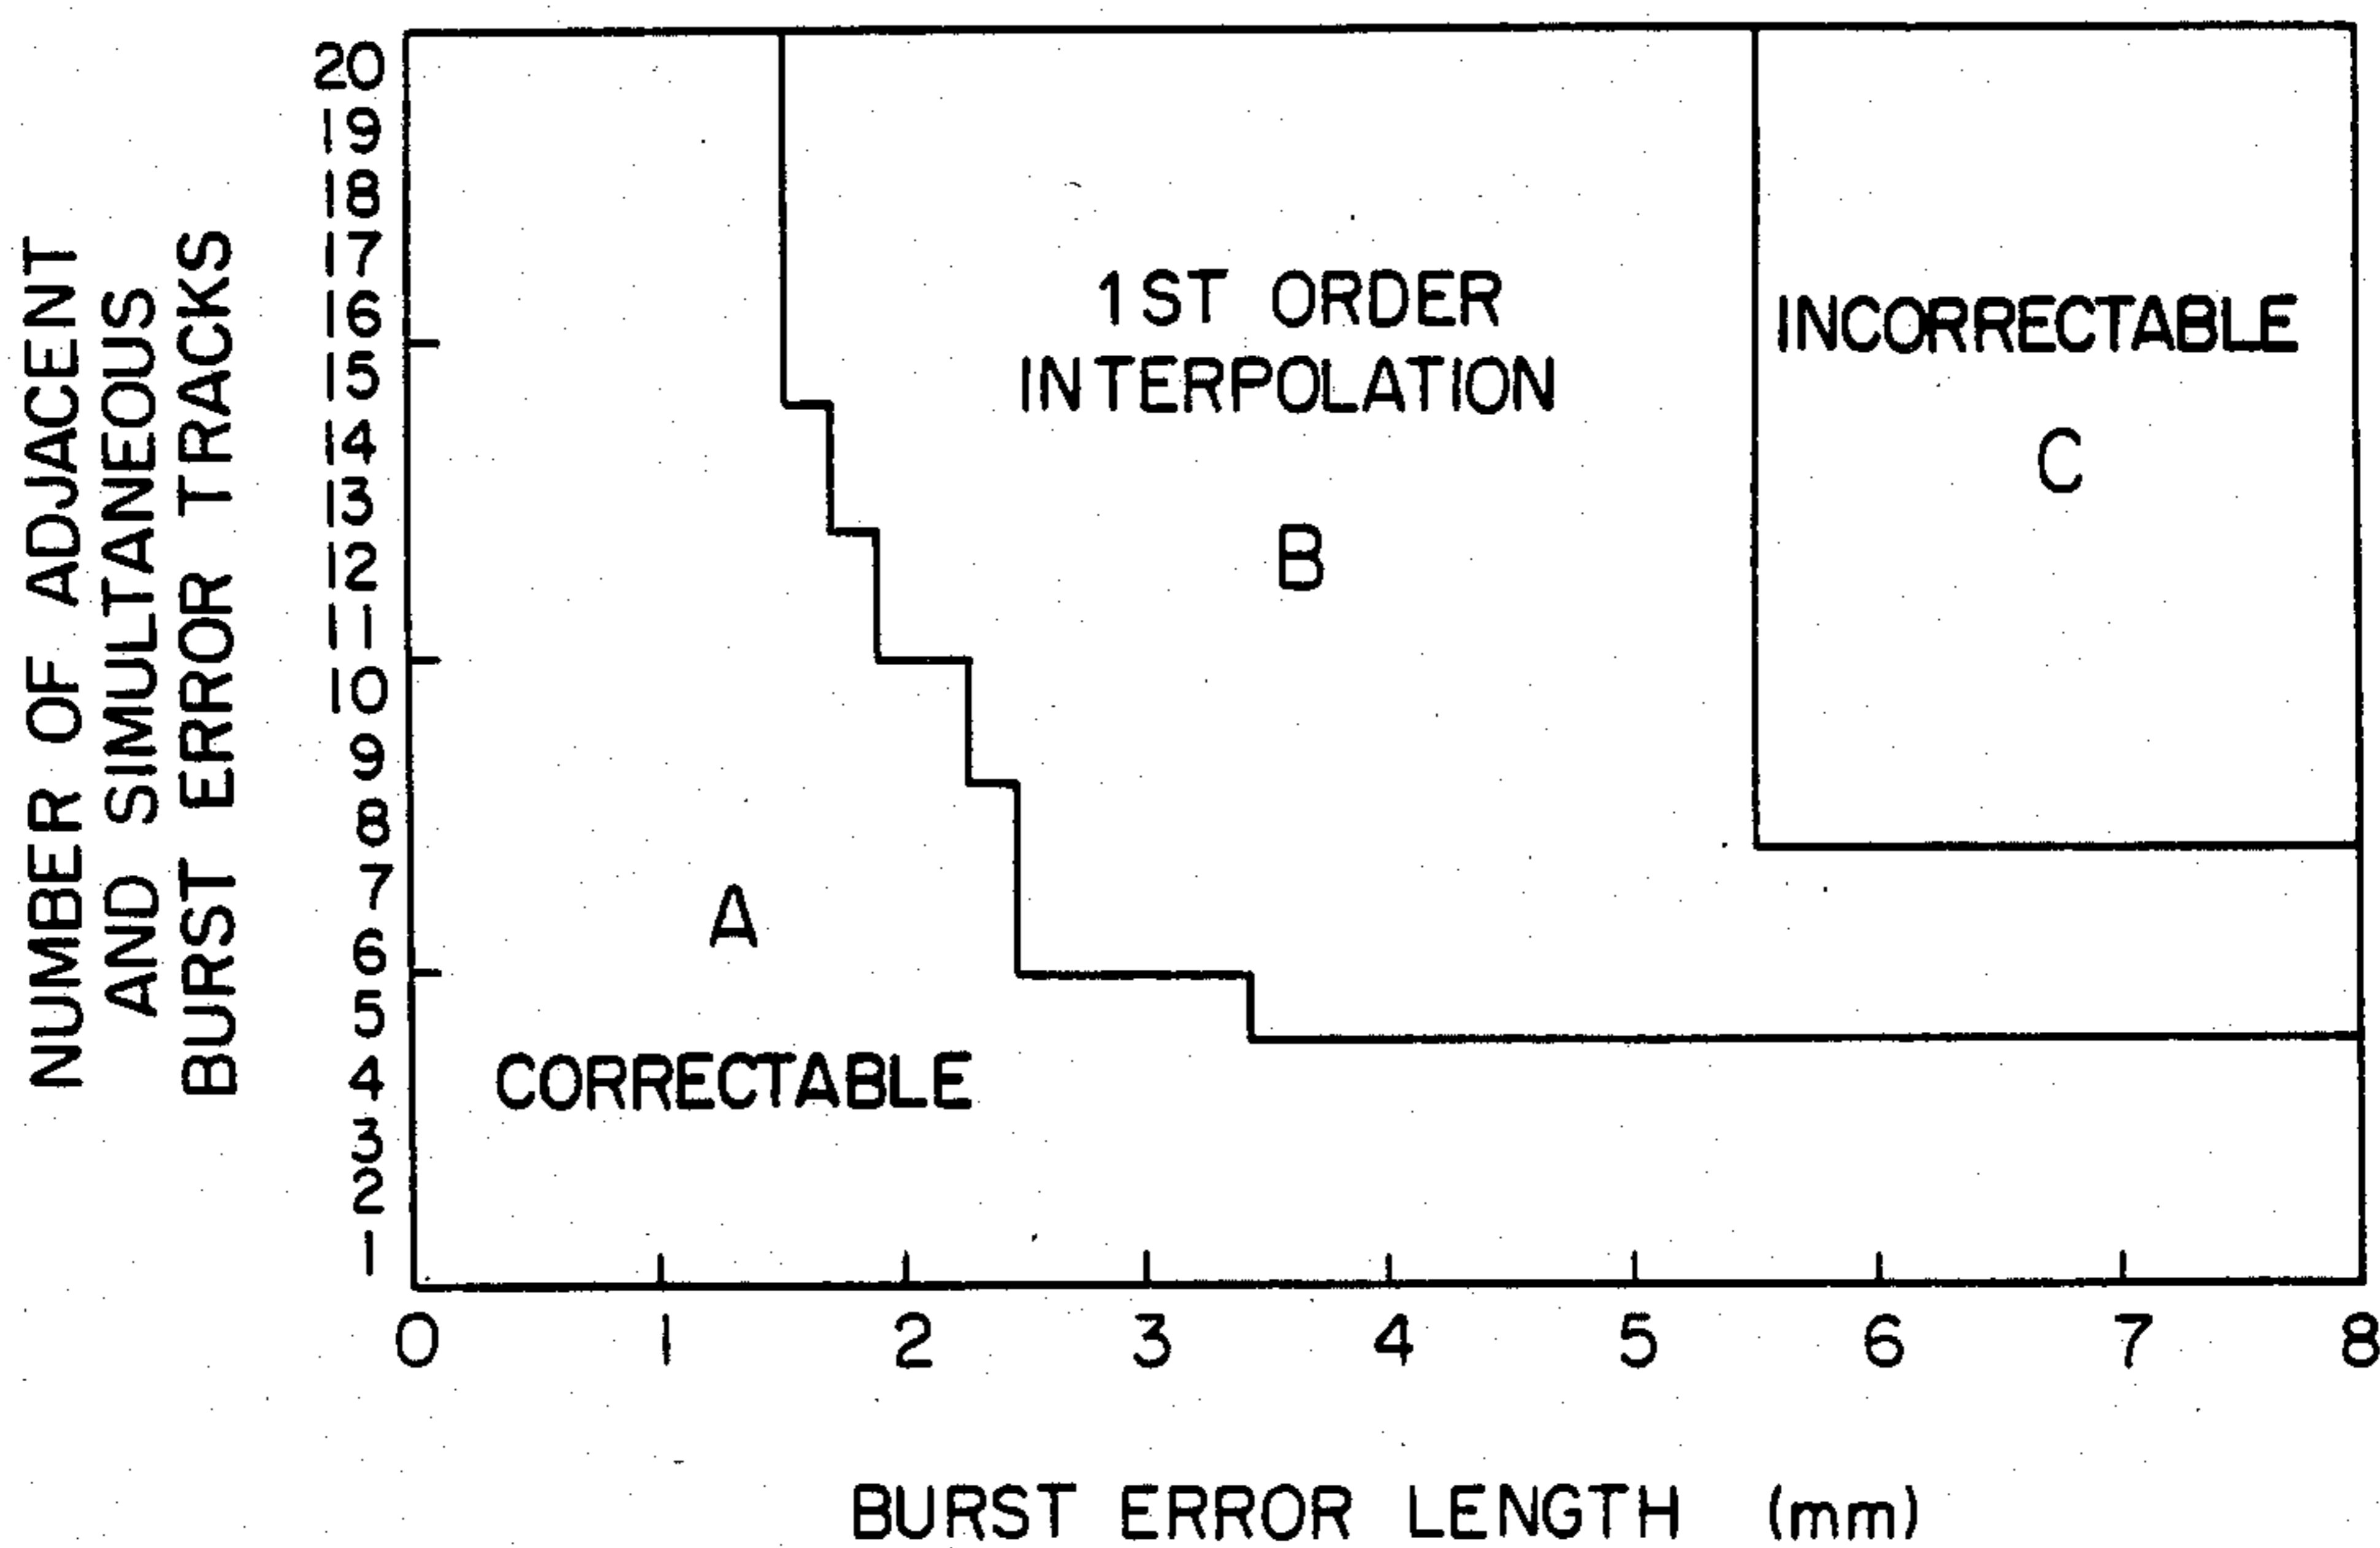 NUMBER OF ADJACENT
AND SIMULTANEOUS
BURST ERROR TRACKS
20
19
18
17
16
15
14
13
12
11
10
9
8
7
6
5
4
3
2
1
1ST ORDER
INTERPOLATION
B
INCORRECTABLE
C
A
CORRECTABLE
0 1 2 3 4 5 6 7 8
BURST ERROR LENGTH (mm)